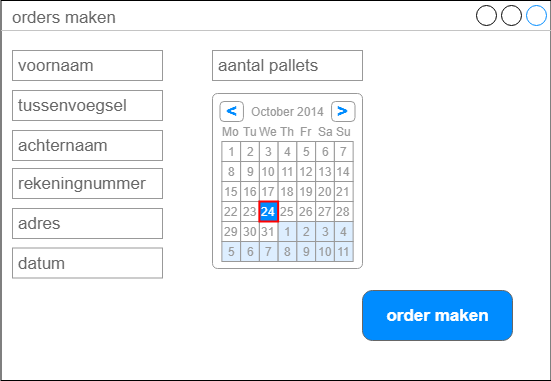 orders maken
voornaam
tussenvoegsel
achternaam
rekeningnummer
adres
datum
aantal pallets
< October 2014 >
Mo Tu We Th Fr Sa Su
1 2 3 4 5 6 7
8 9 10 11 12 13 14
15 16 17 18 19 20 21
22 23 24 25 26 27 28
29 30 31 1 2 3 4
5 6 7 8 9 10 11
order maken